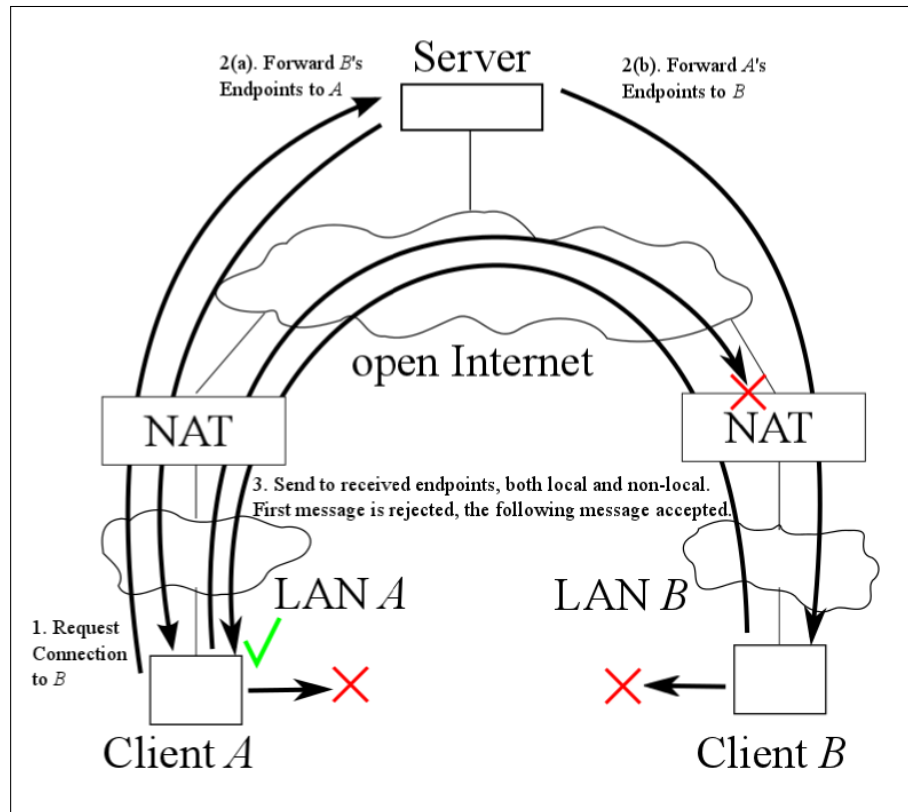 2(a). Forward B's
Endpoints to A
Server
2(b). Forward A's
Endpoints to B
open Internet
NAT
NAT
3. Send to received endpoints, both local and non-local.
First message is rejected, the following message accepted.
LAN A
LAN B
1. Request
Connection
to B
Client A
Client B